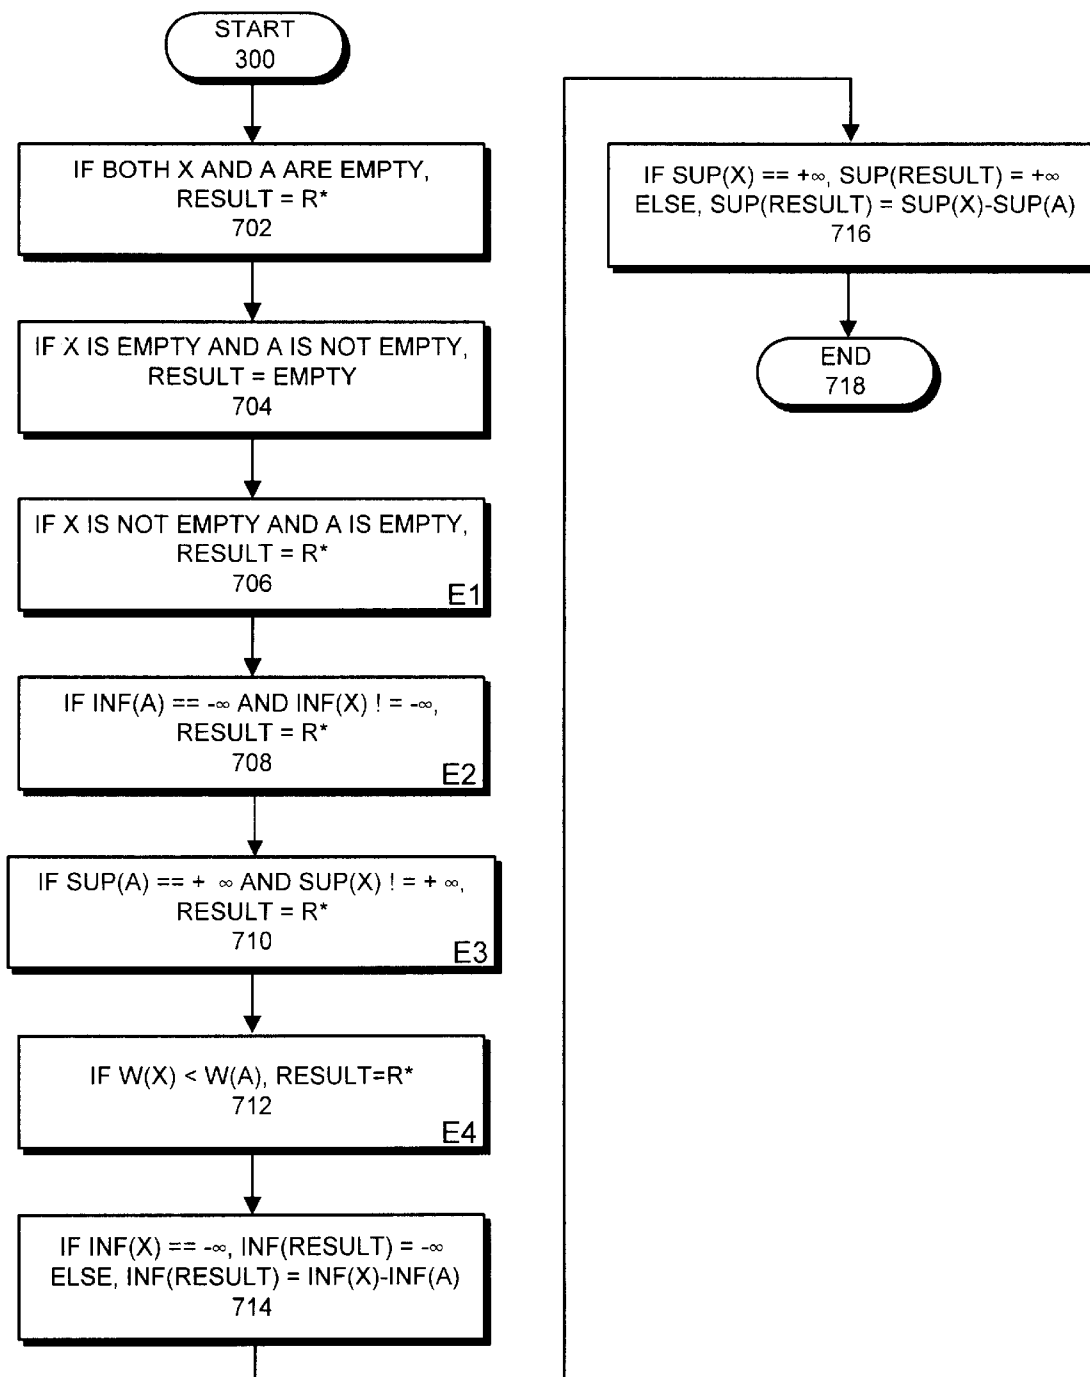 START
300
IF BOTH X AND A ARE EMPTY,
RESULT = R*
702
IF X IS EMPTY AND A IS NOT EMPTY,
RESULT = EMPTY
704
IF X IS NOT EMPTY AND A IS EMPTY,
RESULT = R*
706
E1
IF INF(A) == -∞ AND INF(X) ! = -∞,
RESULT = R*
708
E2
IF SUP(A) == + ∞ AND SUP(X) ! = + ∞,
RESULT = R*
710
E3
IF W(X) < W(A), RESULT=R*
712
E4
IF INF(X) == -∞, INF(RESULT) = -∞
ELSE, INF(RESULT) = INF(X)-INF(A)
714
IF SUP(X) == +∞, SUP(RESULT) = +∞
ELSE, SUP(RESULT) = SUP(X)-SUP(A)
716
END
718